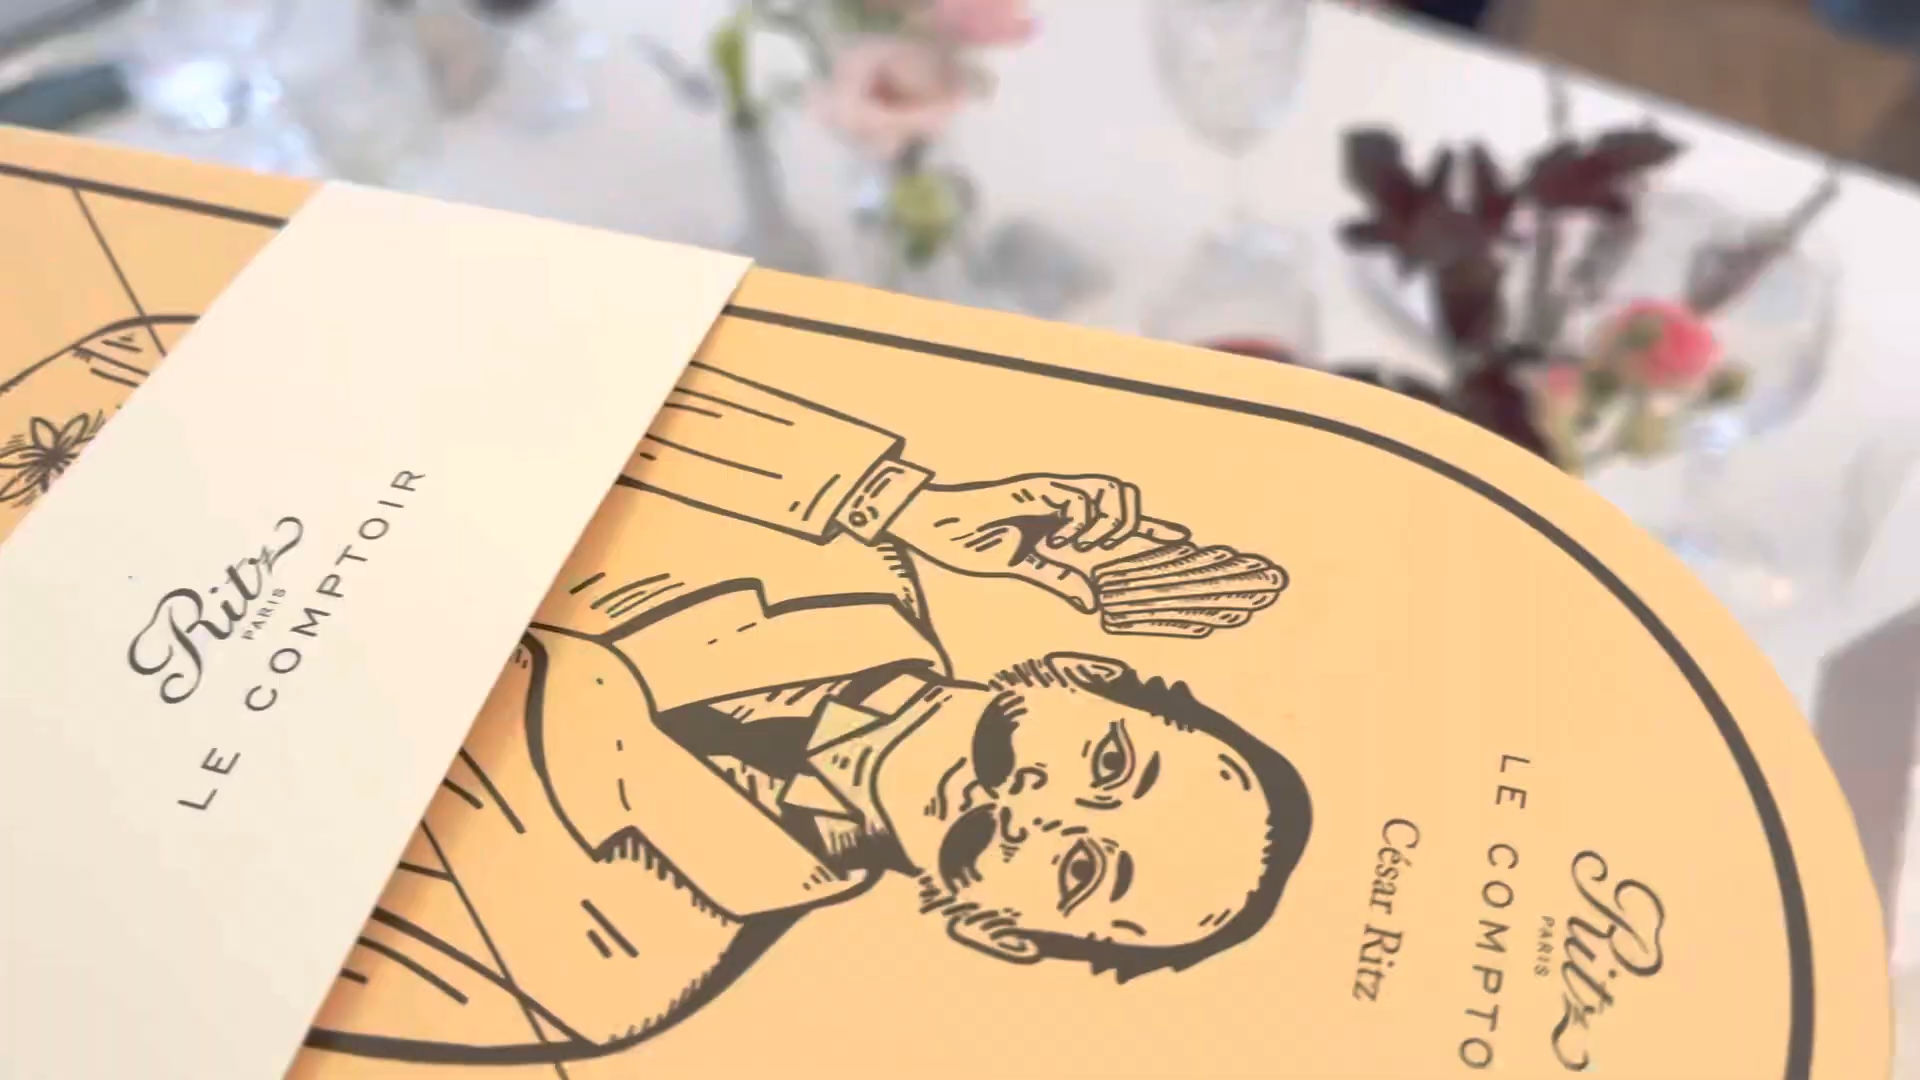 Ritz
PARIS
LE COMPTOIR
César Ritz
LE COMPTO
Ritz
PARIS